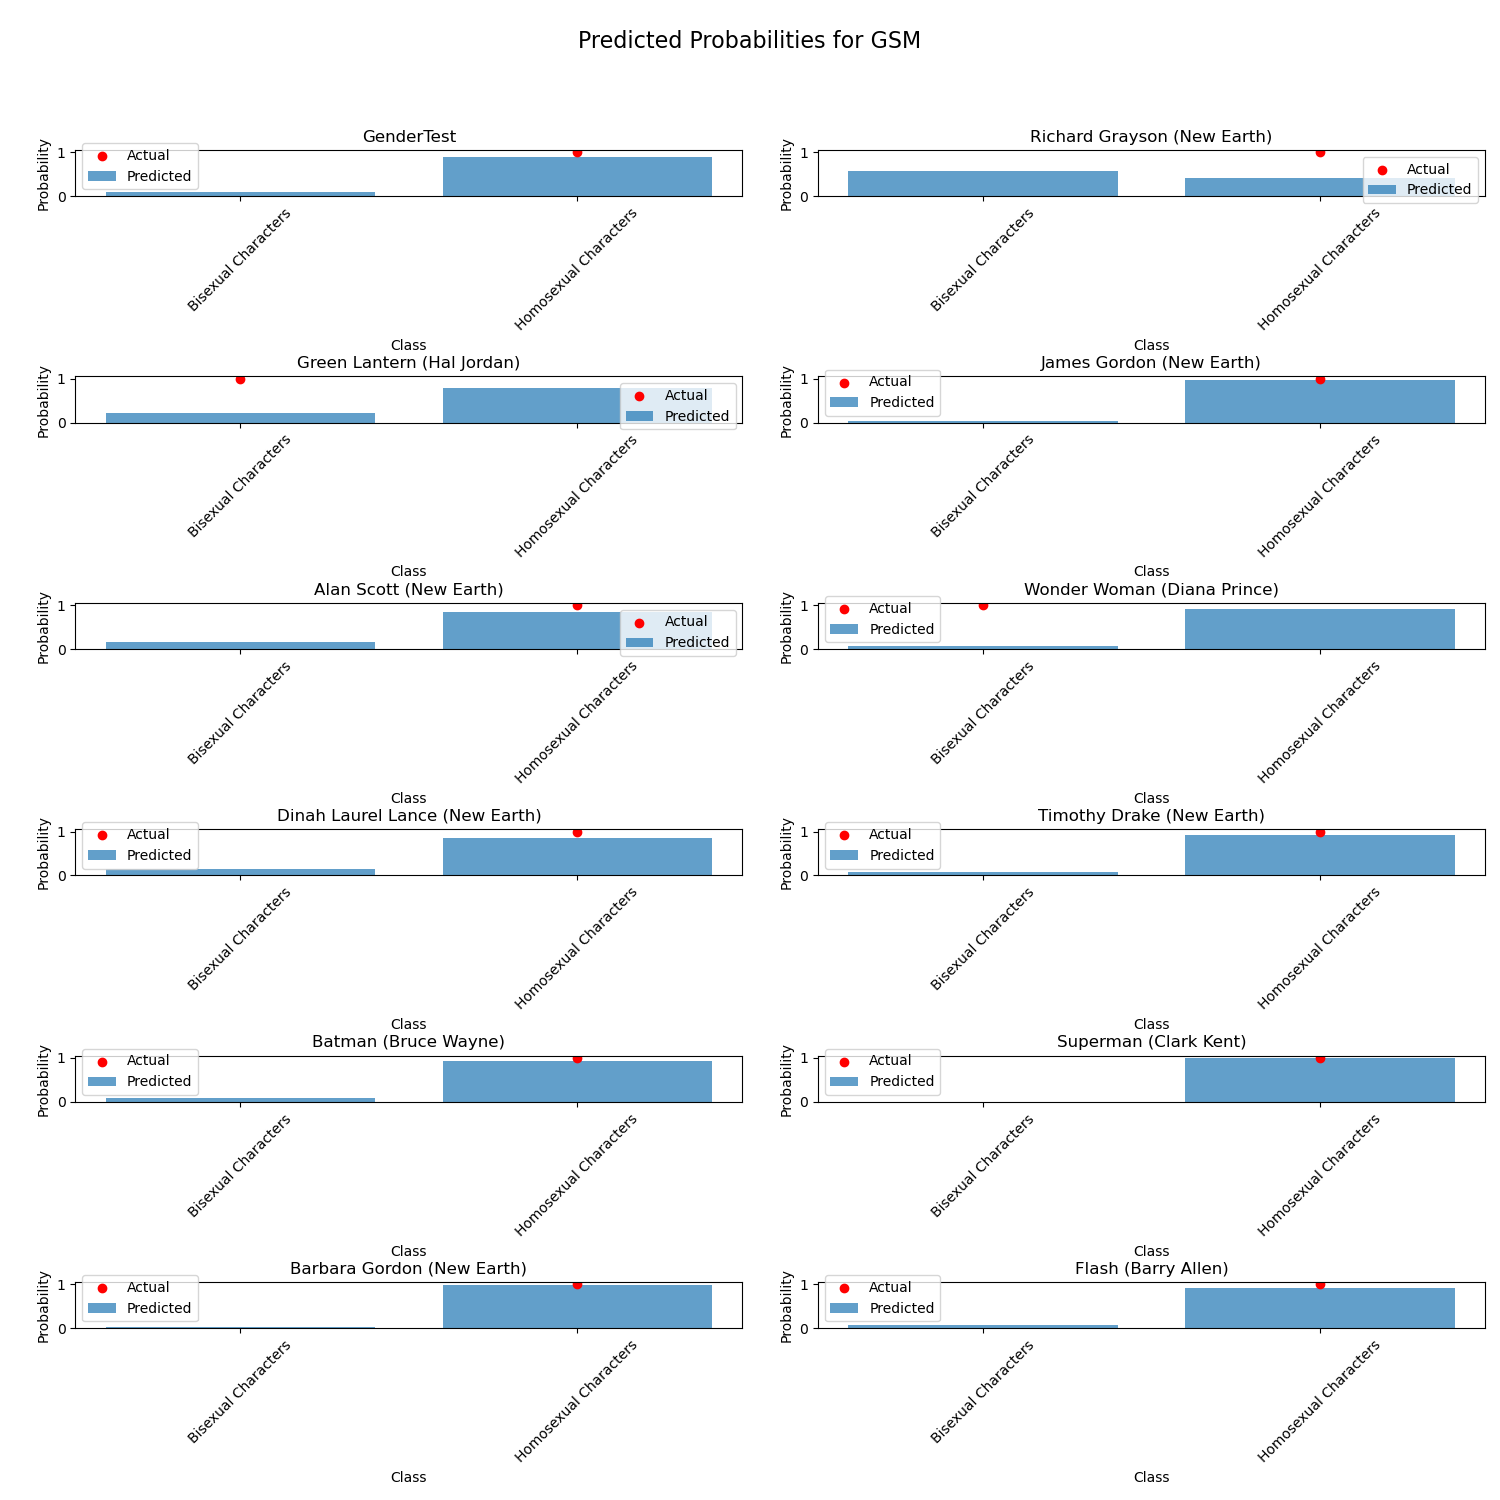 Predicted Probabilities for GSM
GenderTest
Probability
1
0
Actual
Predicted
Bisexual Characters
Homosexual Characters
Class
Richard Grayson (New Earth)
Probability
1
0
Actual
Predicted
Bisexual Characters
Homosexual Characters
Class
Green Lantern (Hal Jordan)
Probability
1
0
Actual
Predicted
Bisexual Characters
Homosexual Characters
Class
James Gordon (New Earth)
Probability
1
0
Actual
Predicted
Bisexual Characters
Homosexual Characters
Class
Alan Scott (New Earth)
Probability
1
0
Actual
Predicted
Bisexual Characters
Homosexual Characters
Class
Wonder Woman (Diana Prince)
Probability
1
0
Actual
Predicted
Bisexual Characters
Homosexual Characters
Class
Dinah Laurel Lance (New Earth)
Probability
1
0
Actual
Predicted
Bisexual Characters
Homosexual Characters
Class
Timothy Drake (New Earth)
Probability
1
0
Actual
Predicted
Bisexual Characters
Homosexual Characters
Class
Batman (Bruce Wayne)
Probability
1
0
Actual
Predicted
Bisexual Characters
Homosexual Characters
Class
Superman (Clark Kent)
Probability
1
0
Actual
Predicted
Bisexual Characters
Homosexual Characters
Class
Barbara Gordon (New Earth)
Probability
1
0
Actual
Predicted
Bisexual Characters
Homosexual Characters
Class
Flash (Barry Allen)
Probability
1
0
Actual
Predicted
Bisexual Characters
Homosexual Characters
Class